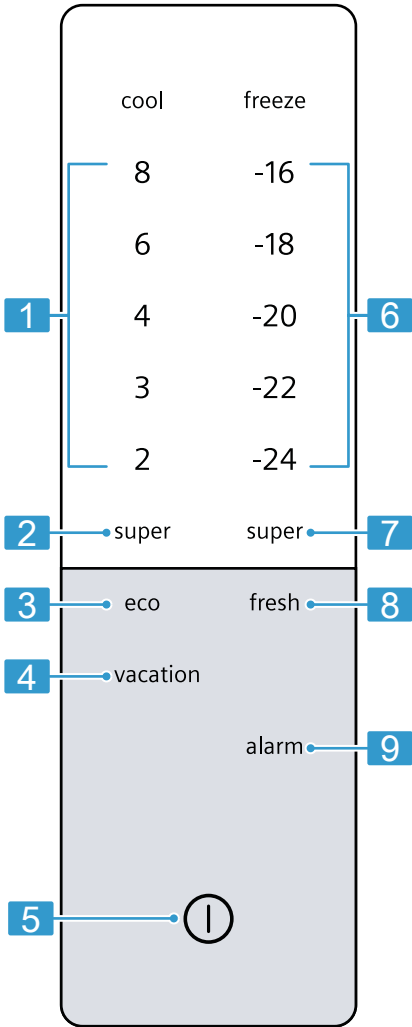 cool freeze
8 -16
6 -18
1 4 -20 6
3 -22
2 -24
2 super super 7
3 eco fresh 8
4 vacation
alarm 9
5